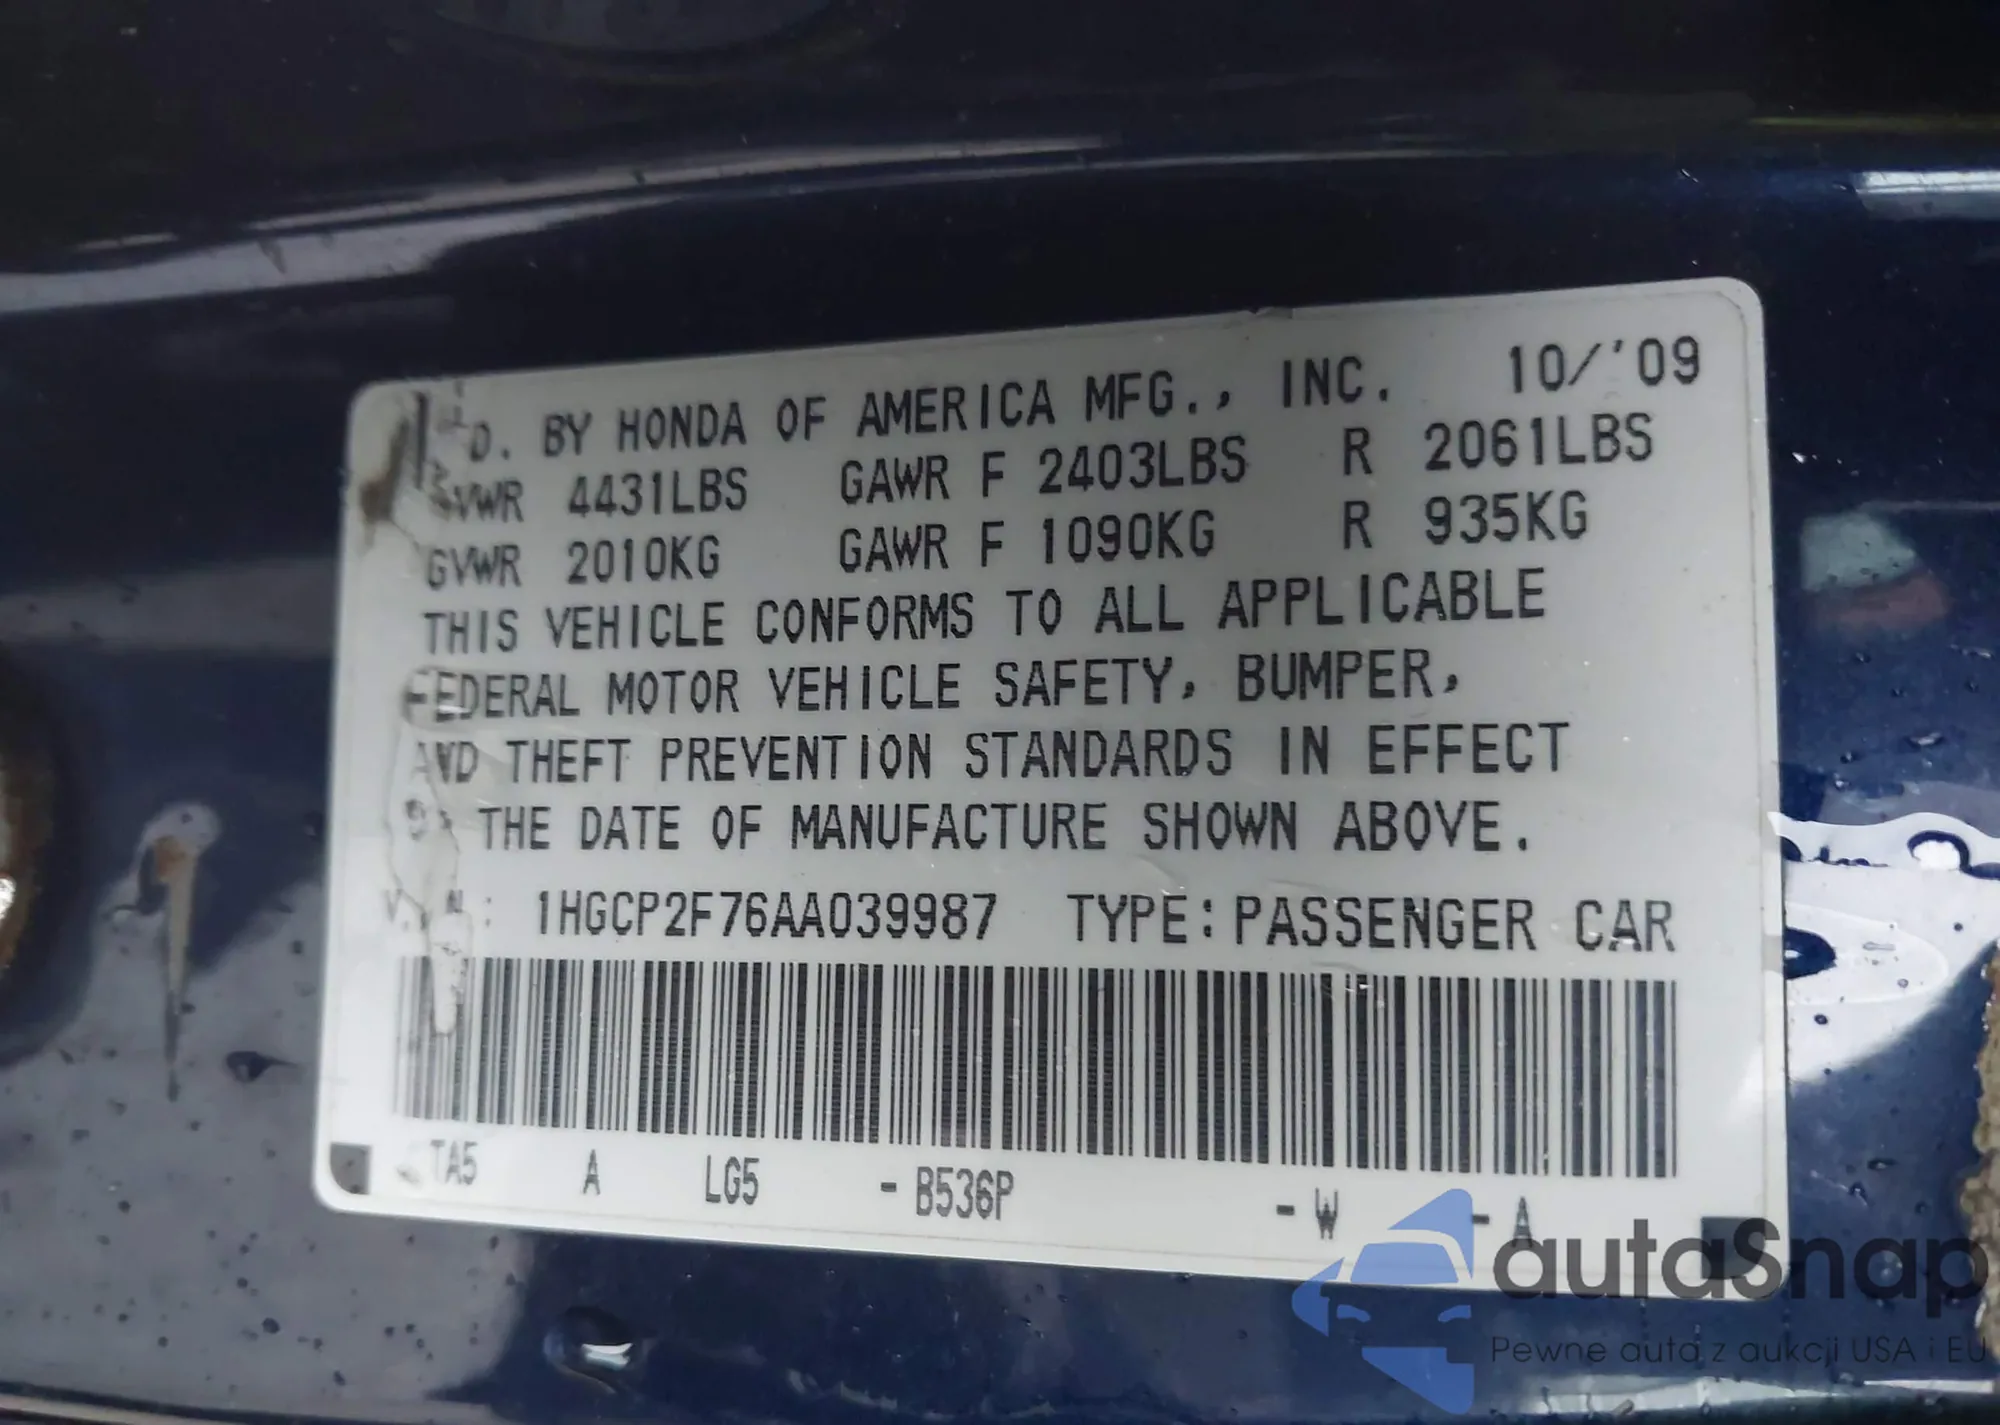 D. BY HONDA OF AMERICA MFG., INC. 10/'09
GVWR 4431LBS GAWR F 2403LBS R 2061LBS
GVWR 2010KG GAWR F 1090KG R 935KG
THIS VEHICLE CONFORMS TO ALL APPLICABLE
FEDERAL MOTOR VEHICLE SAFETY, BUMPER,
AND THEFT PREVENTION STANDARDS IN EFFECT
THE DATE OF MANUFACTURE SHOWN ABOVE.
V.I.N.: 1HGCP2F76AA039987 TYPE:PASSENGER CAR
TA5 A LG5 -B536P -W -A
autaSnap
Pewne auta z aukcji USA i EU